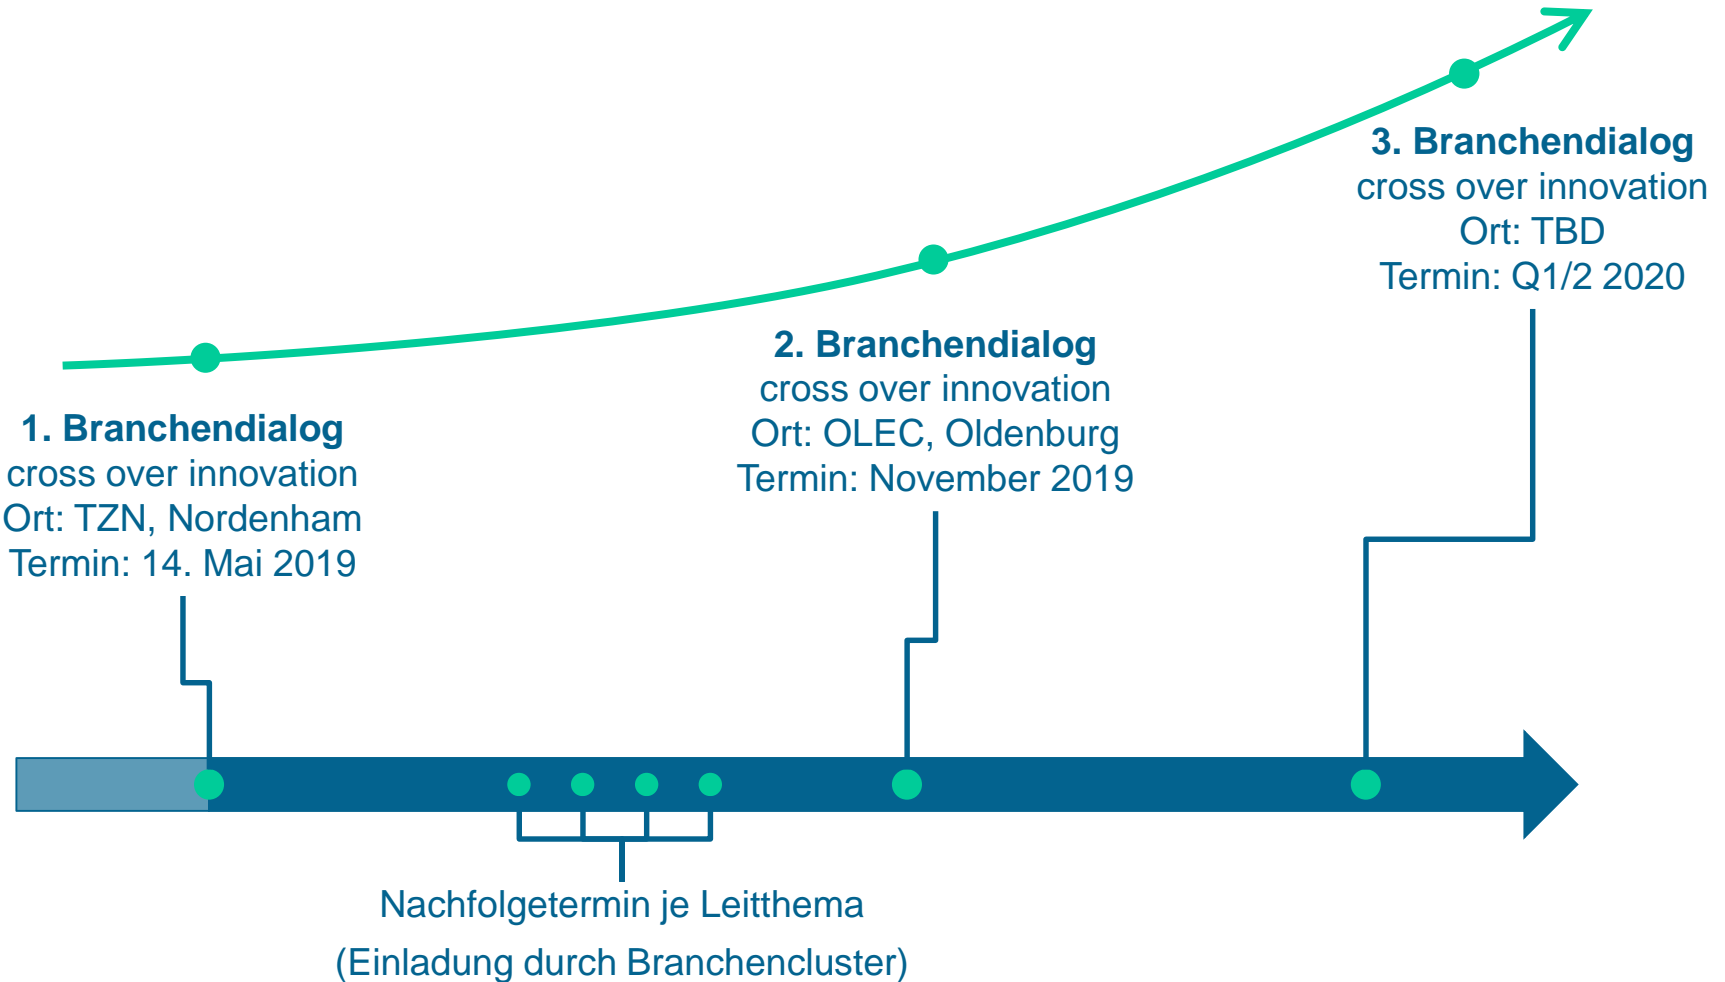 3. Branchendialog
cross over innovation
Ort: TBD
Termin: Q1/2 2020
2. Branchendialog
cross over innovation
Ort: OLEC, Oldenburg
Termin: November 2019
1. Branchendialog
cross over innovation
Ort: TZN, Nordenham
Termin: 14. Mai 2019
Nachfolgetermin je Leitthema
(Einladung durch Branchencluster)